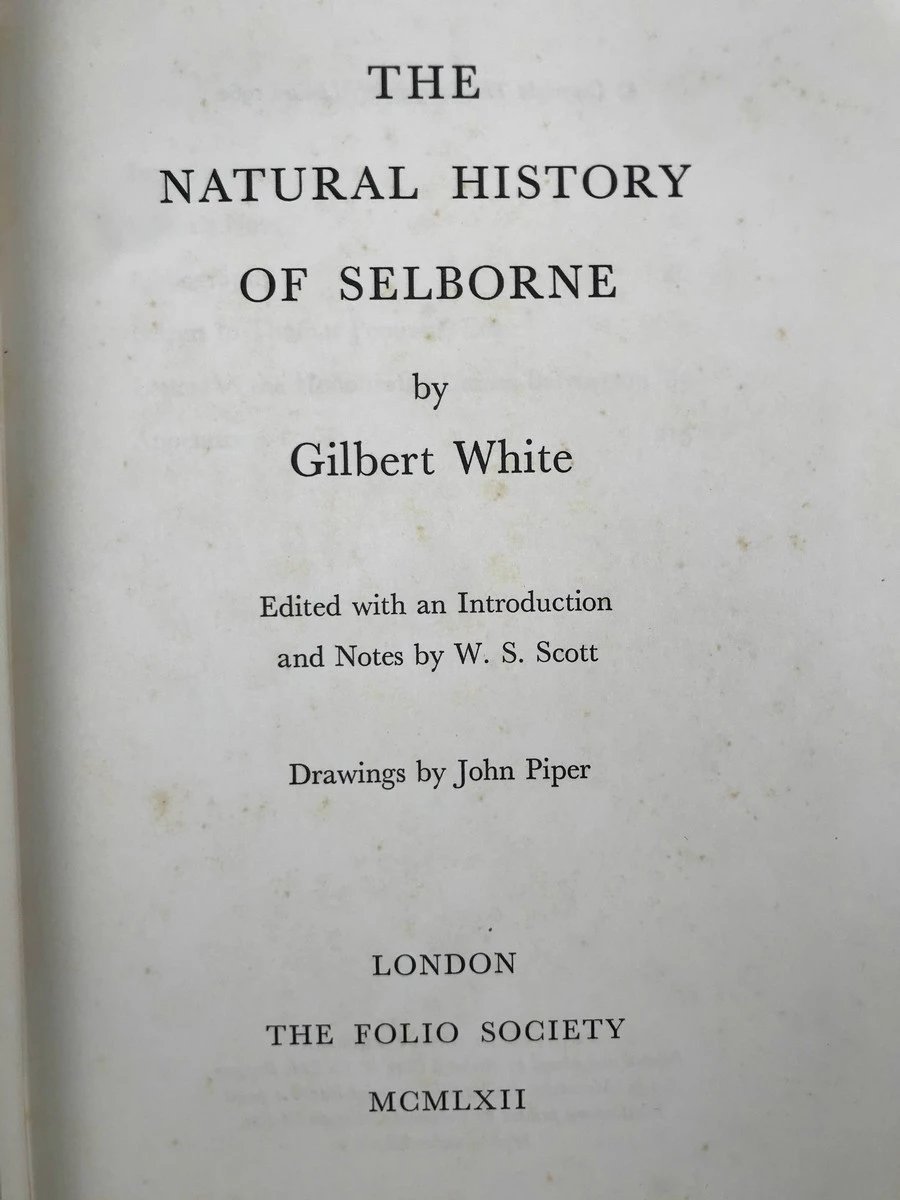 THE
NATURAL HISTORY
OF SELBORNE
by
Gilbert White
Edited with an Introduction
and Notes by W. S. Scott
Drawings by John Piper
LONDON
THE FOLIO SOCIETY
MCMLXII